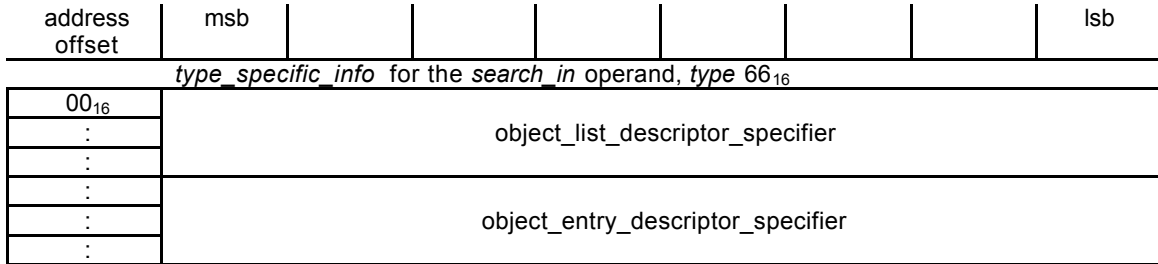 address offset msb lsb
type_specific_info for the search_in operand, type 66₁₆
00₁₆
:
object_list_descriptor_specifier
:
:
:
object_entry_descriptor_specifier
: